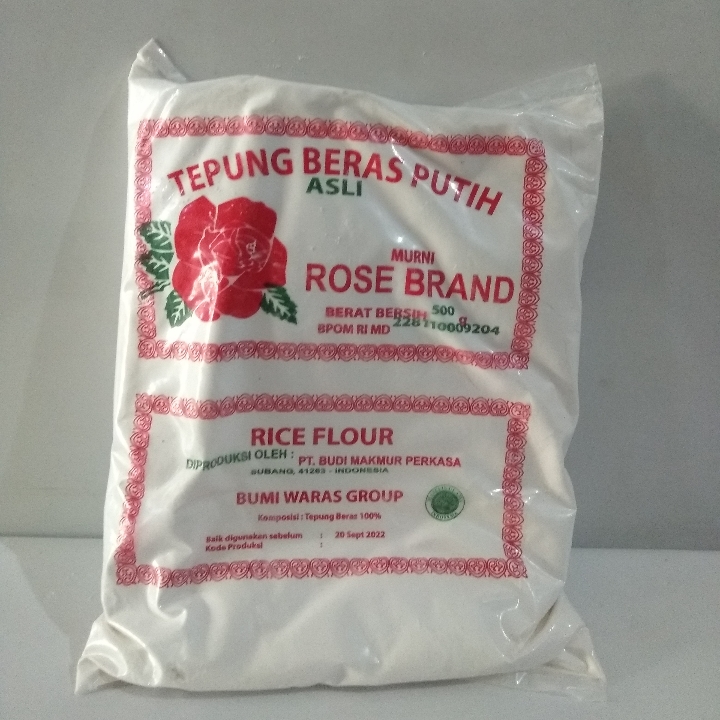 TEPUNG BERAS PUTIH
ASLI
MURNI
ROSE BRAND
BERAT BERSIH 500 g
BPOM RI MD 228110009204
RICE FLOUR
DIPRODUKSI OLEH : PT. BUDI MAKMUR PERKASA
SUBANG, 41263 - INDONESIA
BUMI WARAS GROUP
Komposisi : Tepung Beras 100%
Baik digunakan sebelum : 20 Sept 2022
Kode Produksi :